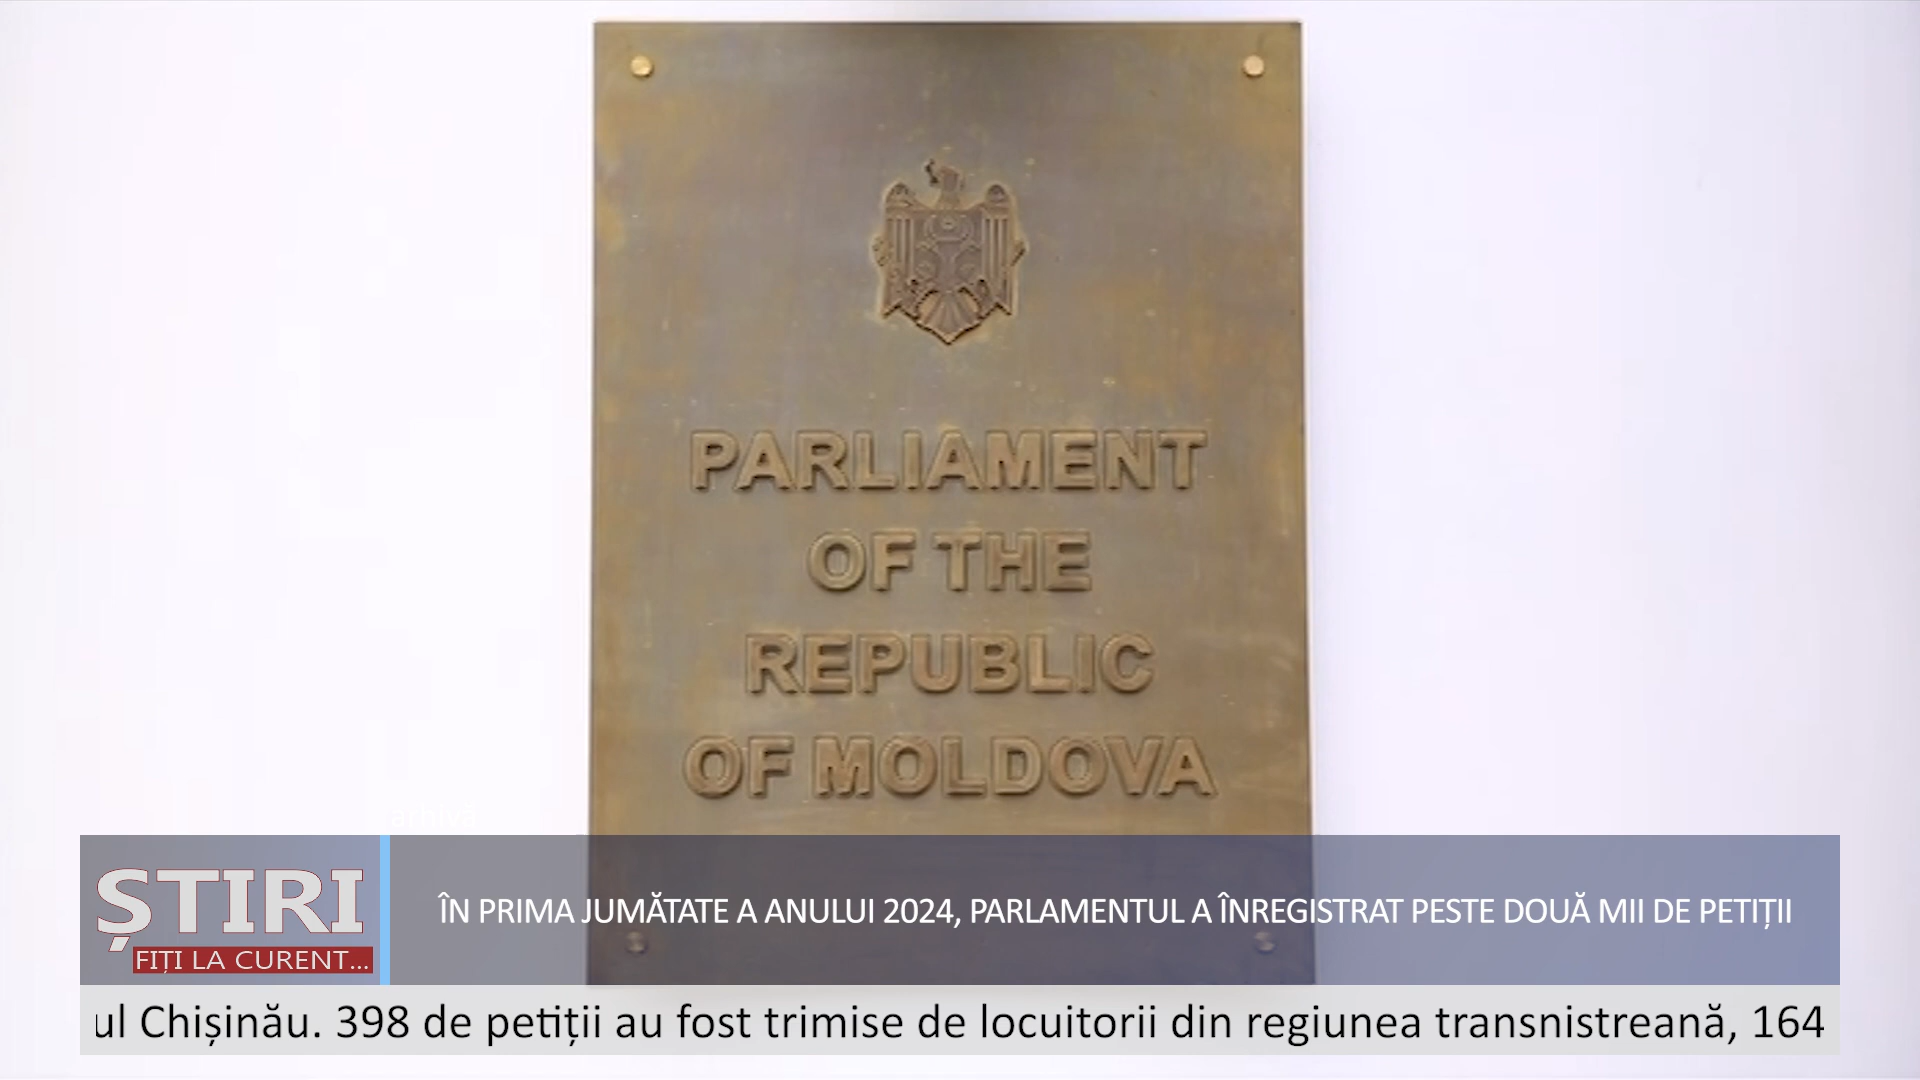 PARLIAMENT
OF THE
REPUBLIC
OF MOLDOVA
arhivă
ȘTIRI
FIȚI LA CURENT...
ÎN PRIMA JUMĂTATE A ANULUI 2024, PARLAMENTUL A ÎNREGISTRAT PESTE DOUĂ MII DE PETIȚII
ul Chișinău. 398 de petiții au fost trimise de locuitorii din regiunea transnistreană, 164